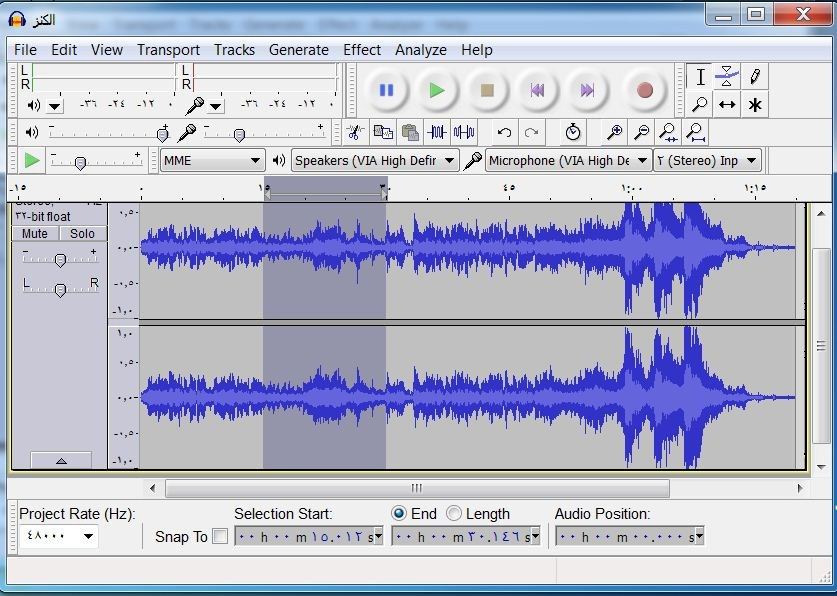 الكنز
File Edit View Transport Tracks Generate Effect Analyze Help
L
R
L
R
-٣٦ -٢٤ -١٢ ٠
-٣٦ -٢٤ -١٢ ٠
MME
Speakers (VIA High Defir
Microphone (VIA High De
٢ (Stereo) Inp
-١٥ ٠ ١٥ ٣٠ ٤٥ ١:٠٠ ١:١٥
٣٢-bit float
Mute Solo
- +
L R
٠,٥
٠,٠
-٠,٥
-١,٠
١,٠
٠,٥
٠,٠
-٠,٥
-١,٠
Project Rate (Hz):
٤٨٠٠٠
Snap To
Selection Start:
٠٠ h ٠٠ m ١٥.٠١٢ s
End Length
٠٠ h ٠٠ m ٣٠.١٤٦ s
Audio Position:
٠٠ h ٠٠ m ٠٠.٠٠٠ s